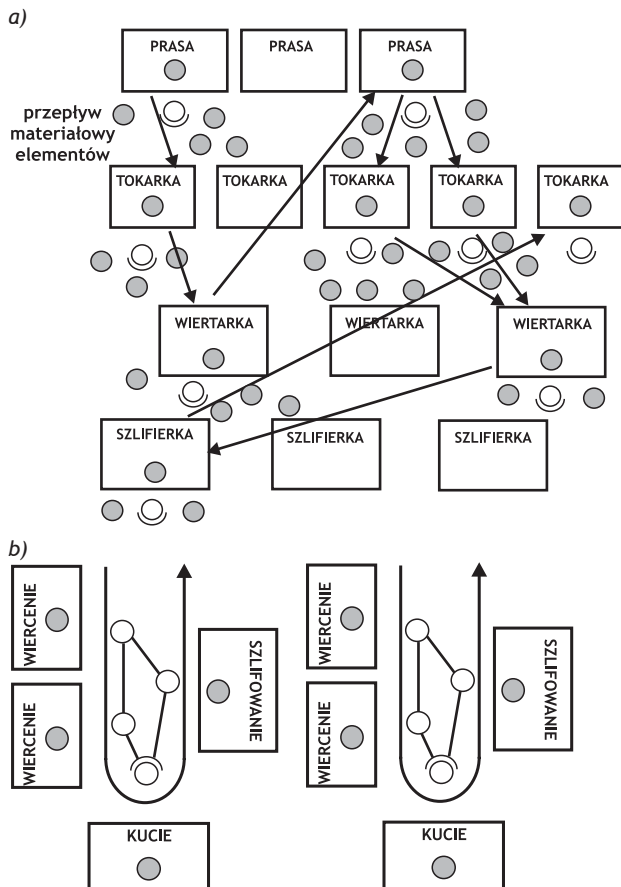 a)
PRASA PRASA PRASA
przepływ
materiałowy
elementów
TOKARKA TOKARKA TOKARKA TOKARKA TOKARKA
WIERTARKA WIERTARKA WIERTARKA
SZLIFIERKA SZLIFIERKA SZLIFIERKA
b)
WIERCENIE
WIERCENIE
SZLIFOWANIE
KUCIE
WIERCENIE
WIERCENIE
SZLIFOWANIE
KUCIE